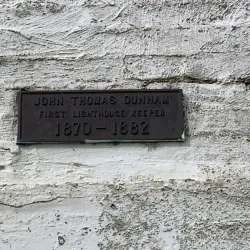 JOHN THOMAS DUNHAM
FIRST LIGHTHOUSE KEEPER
1870 - 1882